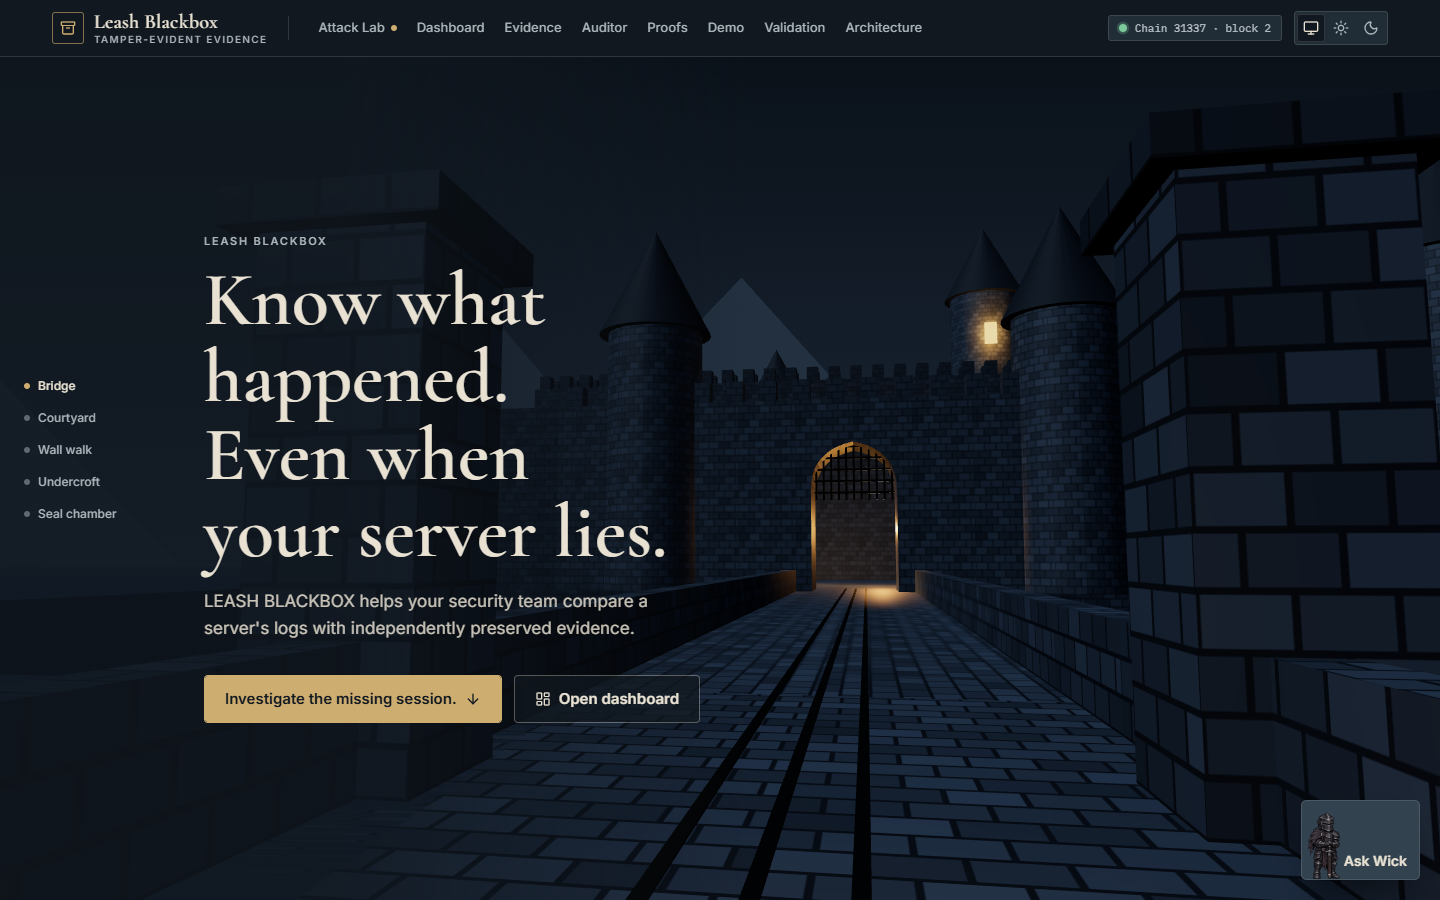 Leash Blackbox
TAMPER-EVIDENT EVIDENCE
Attack Lab
Dashboard
Evidence
Auditor
Proofs
Demo
Validation
Architecture
Chain 31337 · block 2
LEASH BLACKBOX
Know what
happened.
Even when
your server lies.
LEASH BLACKBOX helps your security team compare a
server's logs with independently preserved evidence.
Investigate the missing session.
Open dashboard
Bridge
Courtyard
Wall walk
Undercroft
Seal chamber
Ask Wick